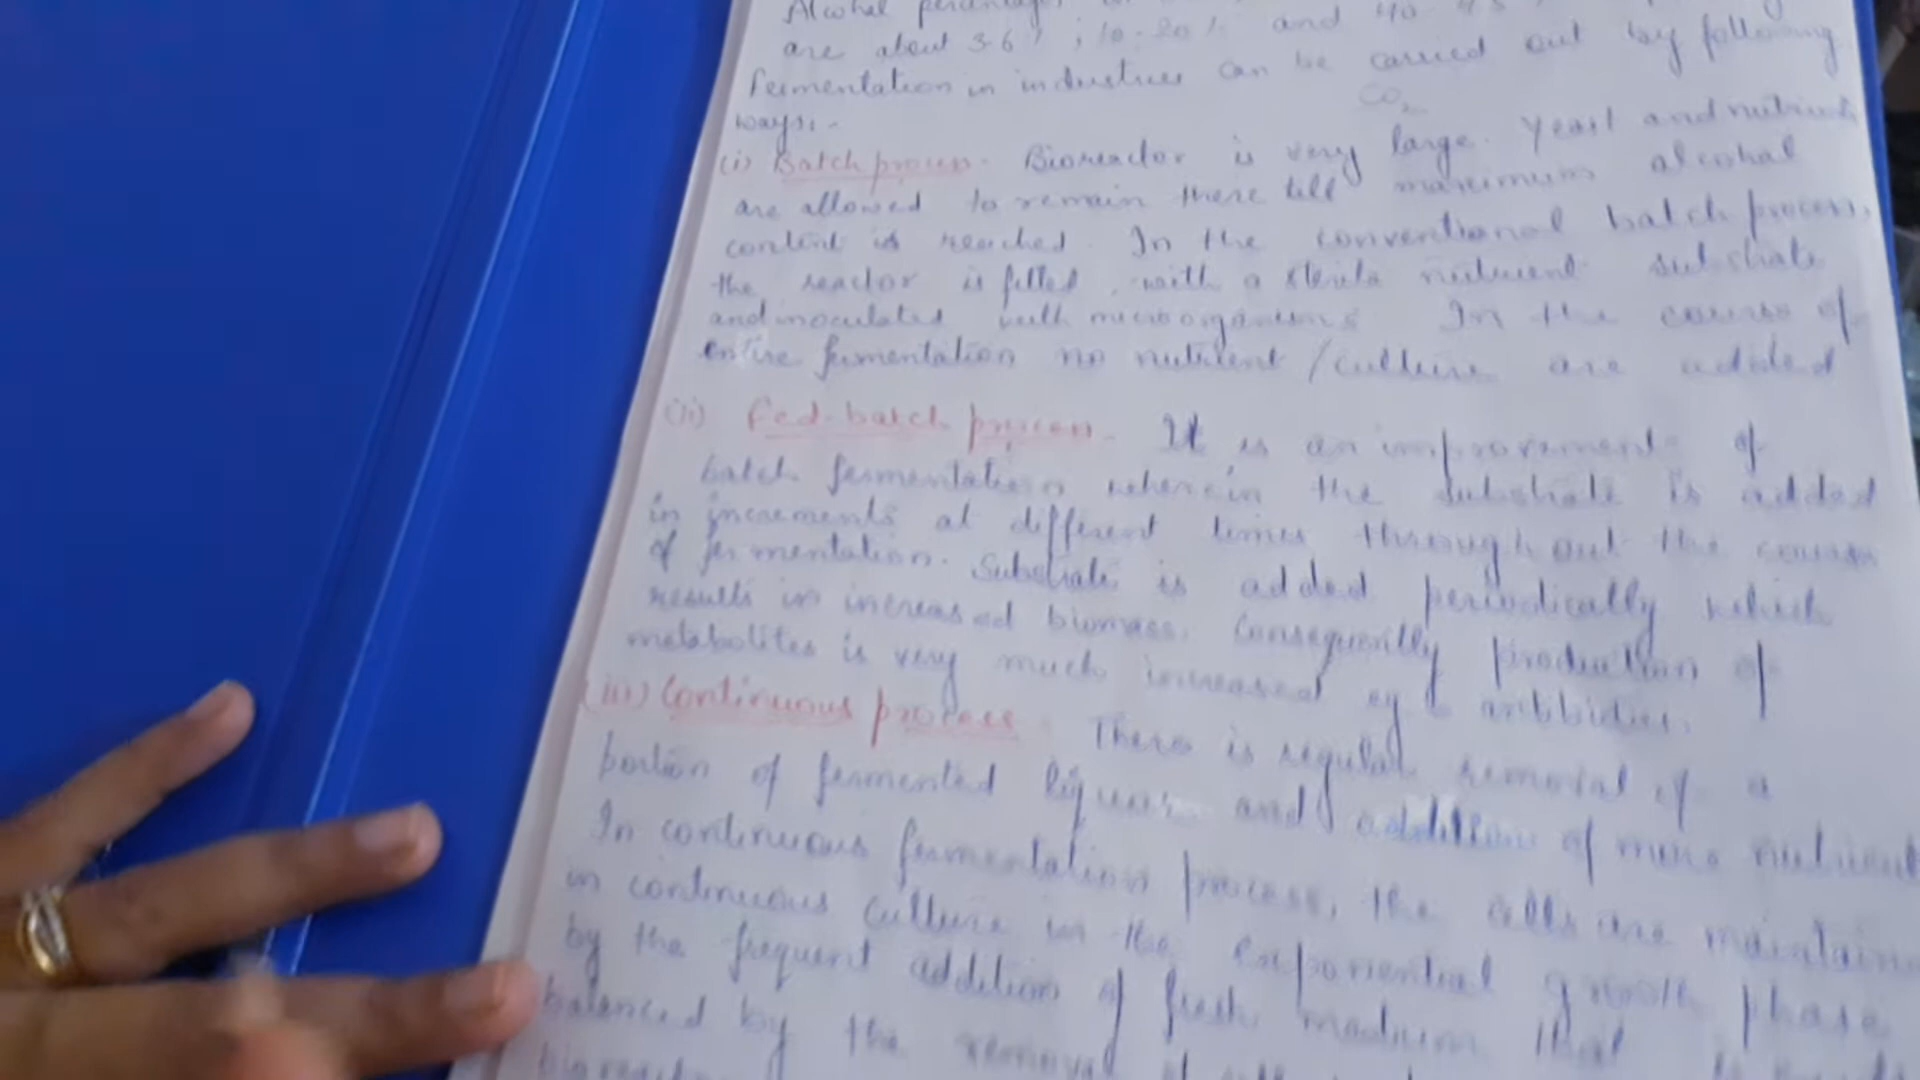 Alcohol
are about 3-6% ; 10-20% and 40
Fermentation in industries can be carried out by following
CO2
ways:-
(i) Batch process - Bioreactor is very large. Yeast and nutrient
are allowed to remain there till maximum alcohol
content is reached. In the conventional batch process,
the reactor is filled with a sterile nutrient substrate
and inoculated with microorganisms In the course of
entire fermentation no nutrient / culture are added
(ii) Fed-batch process - It is an improvement of
batch fermentation wherein the substrate is added
in increments at different times throughout the course
of fermentation. Substrate is added periodically which
results in increased biomass. Consequently production of
metabolites is very much increased eg antibiotics.
(iii) Continuous process There is regular removal of a
portion of fermented liquor and addition of more nutrient
In continuous fermentation process, the cells are
in continuous culture in the exponential growth phase
by the frequent addition of fresh medium that
balanced by the removal of